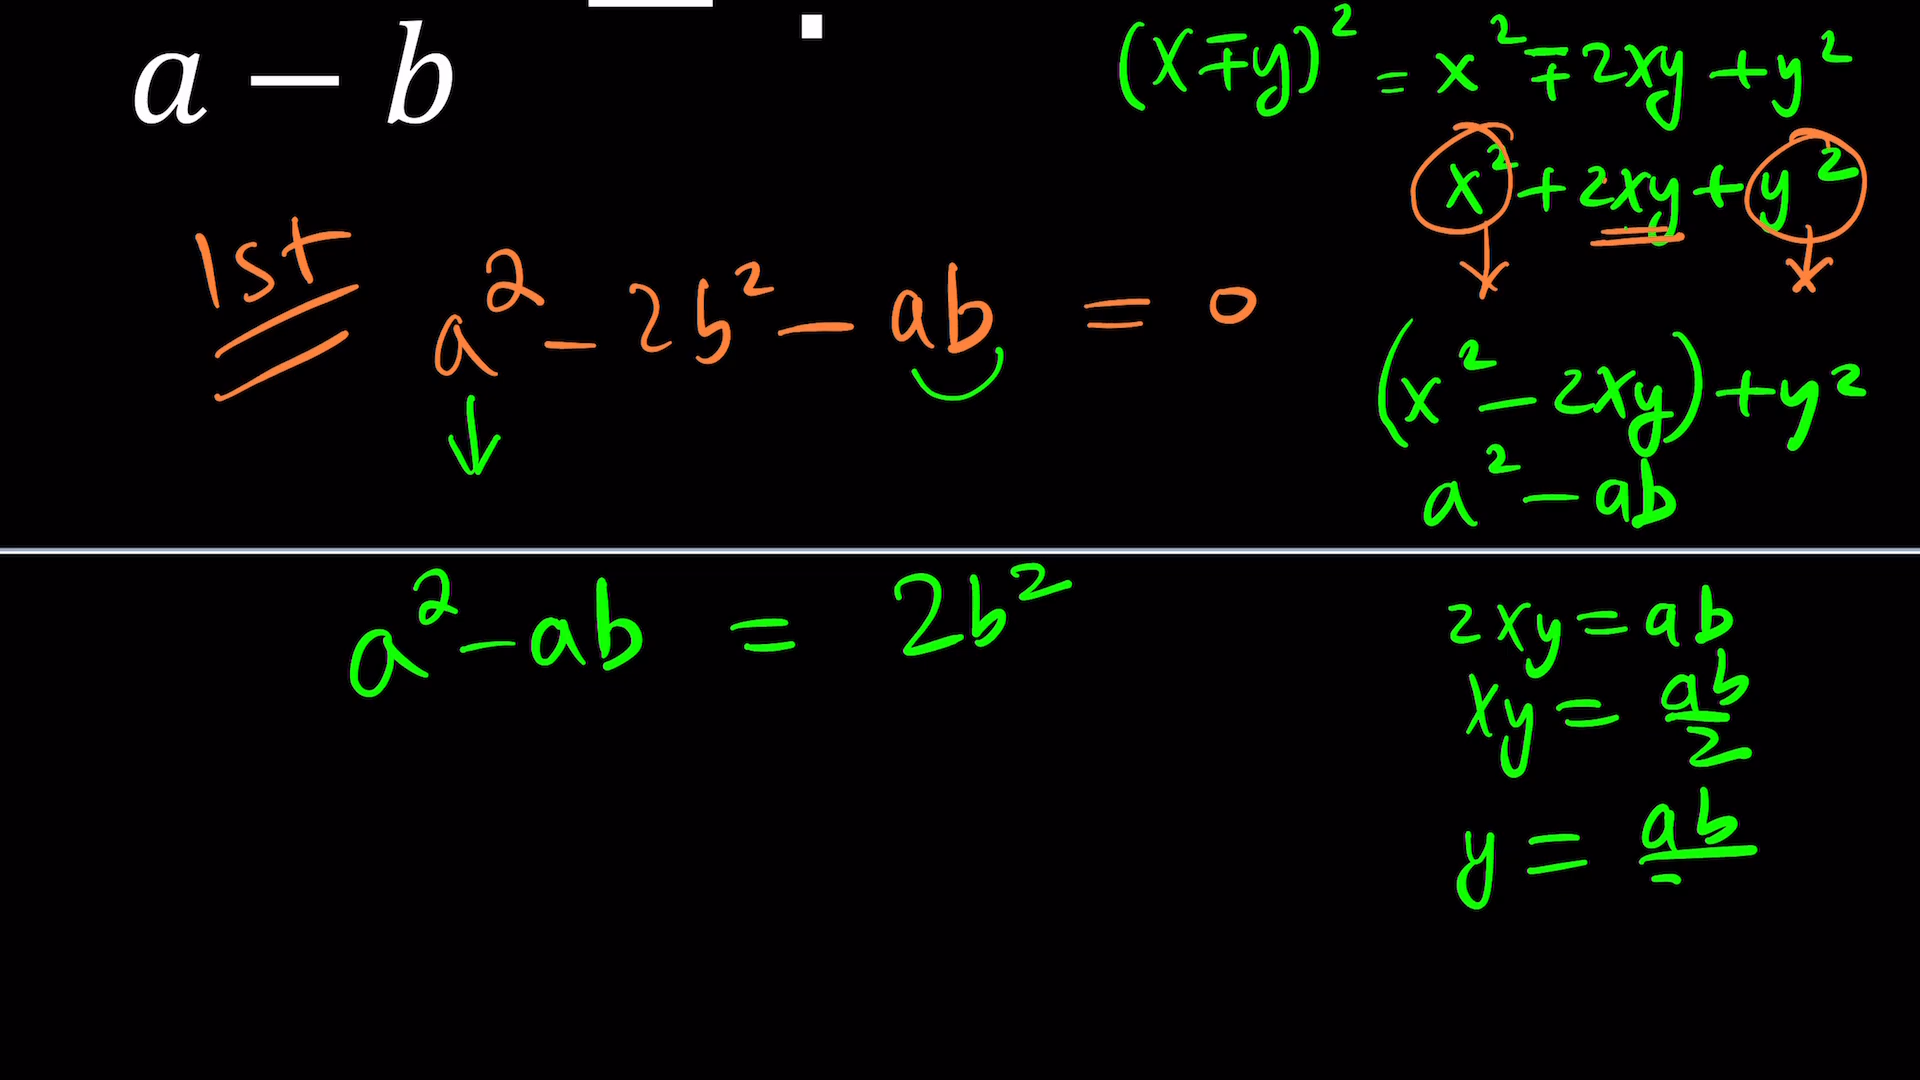 a − b = .
(x∓y)² = x² ∓ 2xy + y²
x² + 2xy + y²
1st a² − 2b² − ab = 0
(x² − 2xy) + y²
a² − ab
a² − ab = 2b²
2xy = ab
xy = ab/2
y = ab